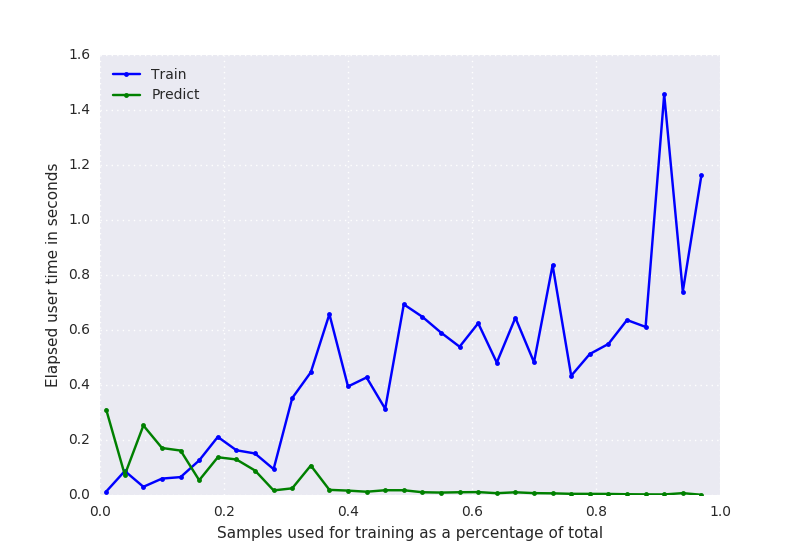 1.6
1.4
1.2
1.0
0.8
0.6
0.4
0.2
0.0
Train
Predict
Elapsed user time in seconds
0.0 0.2 0.4 0.6 0.8 1.0
Samples used for training as a percentage of total